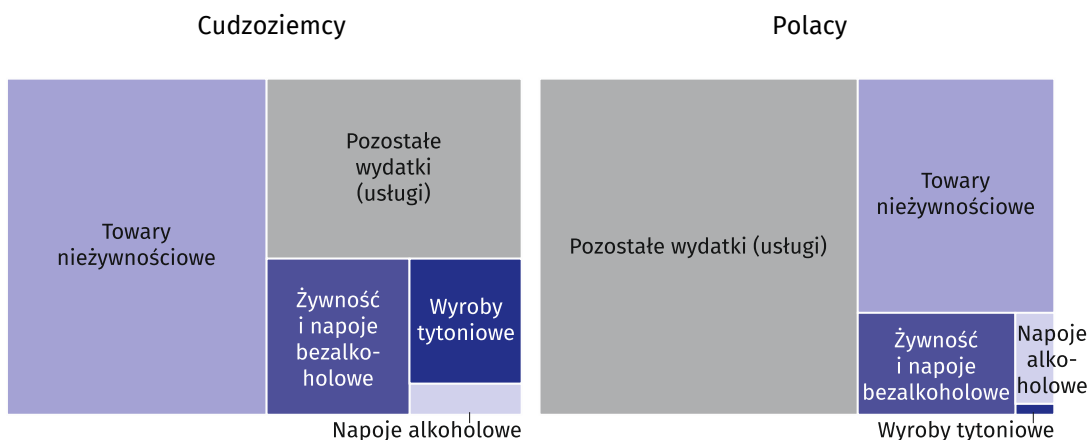 Cudzoziemcy
Towary
nieżywnościowe
Pozostałe
wydatki
(usługi)
Żywność
i napoje
bezalko-
holowe
Wyroby
tytoniowe
Napoje alkoholowe
Polacy
Pozostałe wydatki (usługi)
Towary
nieżywnościowe
Żywność
i napoje
bezalkoholowe
Napoje
alko-
holowe
Wyroby tytoniowe